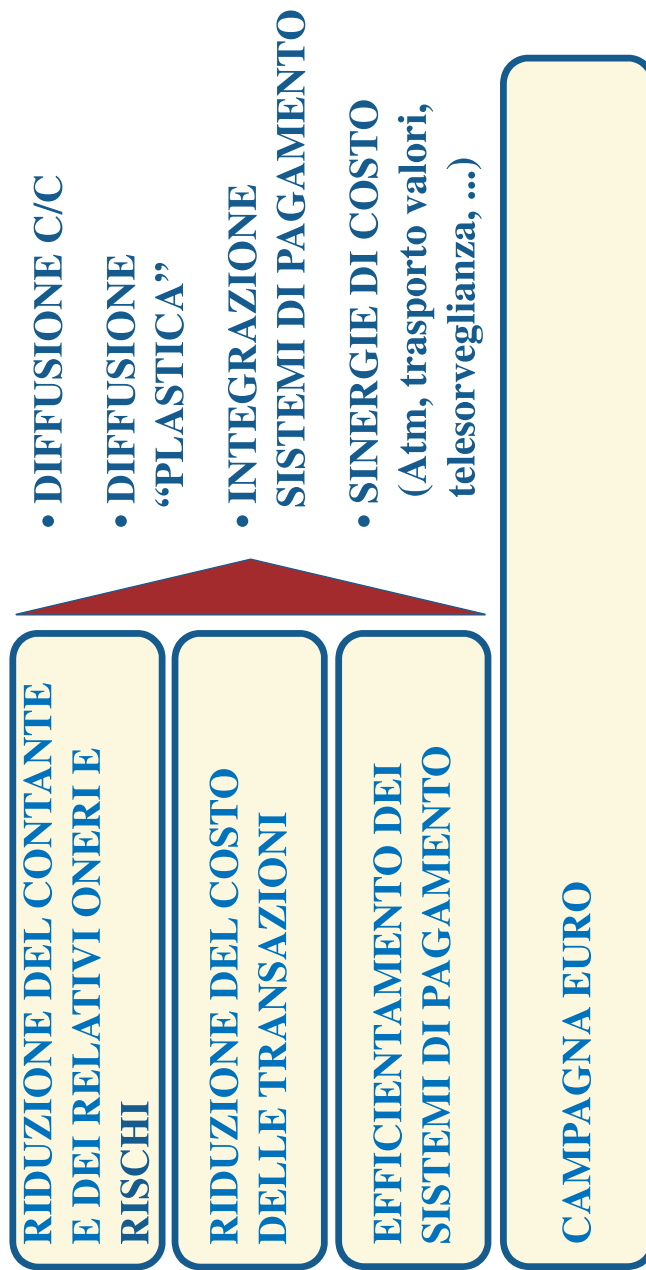 RIDUZIONE DEL CONTANTE
E DEI RELATIVI ONERI E
RISCHI
RIDUZIONE DEL COSTO
DELLE TRANSAZIONI
EFFICIENTAMENTO DEI
SISTEMI DI PAGAMENTO
• DIFFUSIONE C/C
• DIFFUSIONE
“PLASTICA”
• INTEGRAZIONE
SISTEMI DI PAGAMENTO
• SINERGIE DI COSTO
(Atm, trasporto valori,
telesorveglianza, ...)
CAMPAGNA EURO